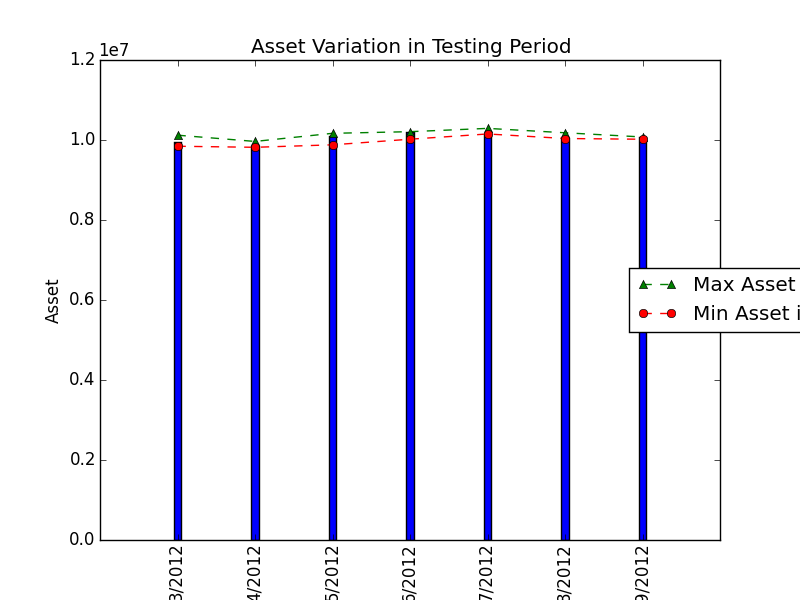 Asset Variation in Testing Period
1e7
1.2
1.0
0.8
0.6
0.4
0.2
0.0
Asset
Max Asset
Min Asset i
3/2012
4/2012
5/2012
6/2012
7/2012
8/2012
9/2012